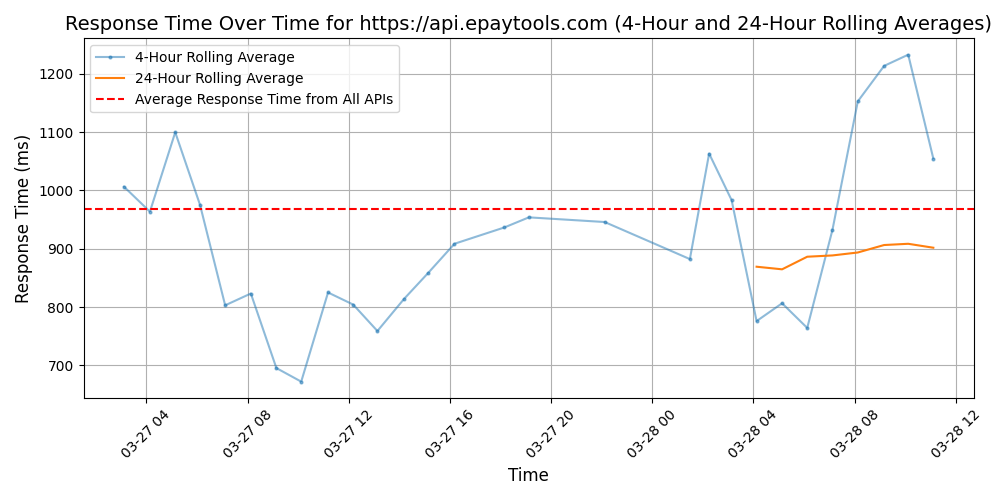 Response Time Over Time for https://api.epaytools.com (4-Hour and 24-Hour Rolling Averages)
4-Hour Rolling Average
24-Hour Rolling Average
Average Response Time from All APIs
Response Time (ms)
1200
1100
1000
900
800
700
03-27 04
03-27 08
03-27 12
03-27 16
03-27 20
03-28 00
03-28 04
03-28 08
03-28 12
Time